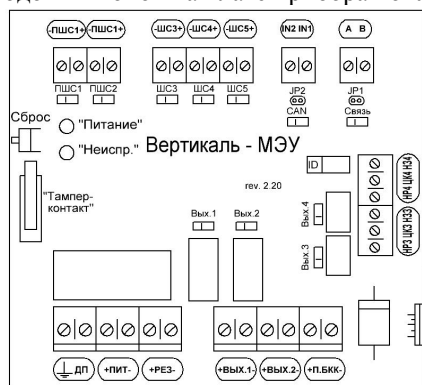 -ПШС1+ -ПШС1+ -ШС3+ -ШС4+ -ШС5+ IN2 IN1 A B
ПШС1 ПШС2 ШС3 ШС4 ШС5 JP2 JP1
CAN Связь
Сброс
"Питание"
"Неиспр."
Вертикаль - МЭУ
ID
"Тампер-
контакт"
rev. 2.20
НР4 ЦК4 НЗ4
Вых.4
Вых.1 Вых.2
НР3 ЦК3 НЗ3
Вых.3
ДП +ПИТ- +РЕЗ- +ВЫХ.1- +ВЫХ.2- +П.БКК-